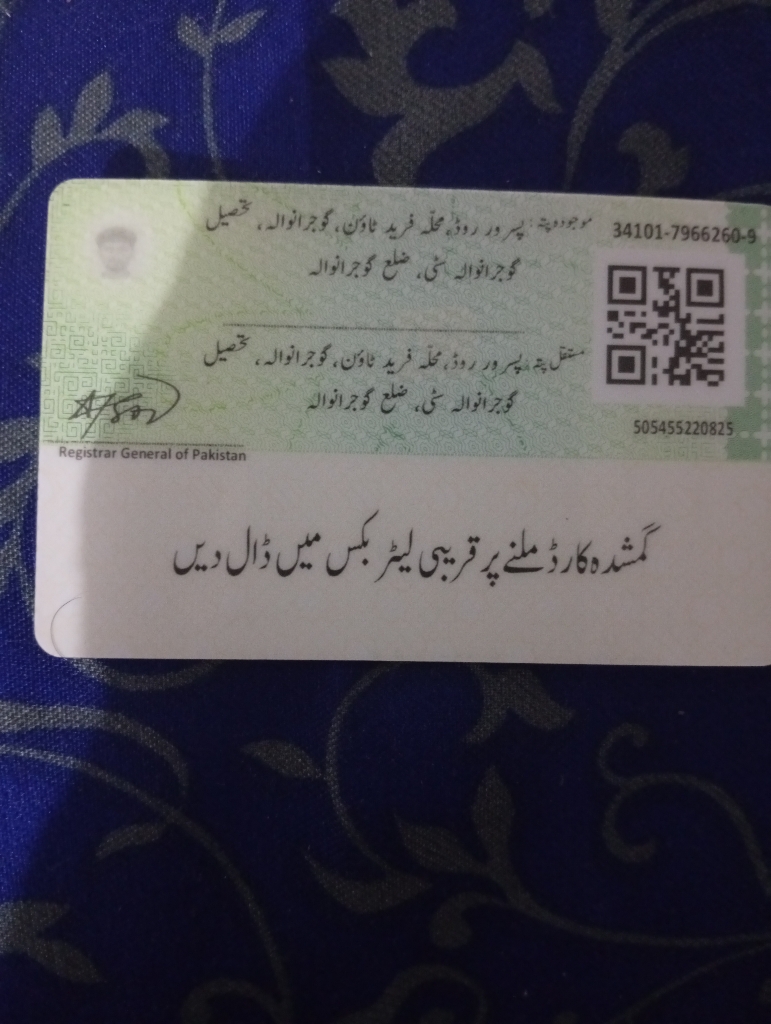 موجودہ پتہ: پسرور روڈ، محلّہ فرید ٹاؤن، گوجرانوالہ، تحصیل
گوجرانوالہ سٹی، ضلع گوجرانوالہ
34101-7966260-9
مستقل پتہ: پسرور روڈ، محلّہ فرید ٹاؤن، گوجرانوالہ، تحصیل
گوجرانوالہ سٹی، ضلع گوجرانوالہ
505455220825
Registrar General of Pakistan
گمشدہ کارڈ ملنے پر قریبی لیٹر بکس میں ڈال دیں